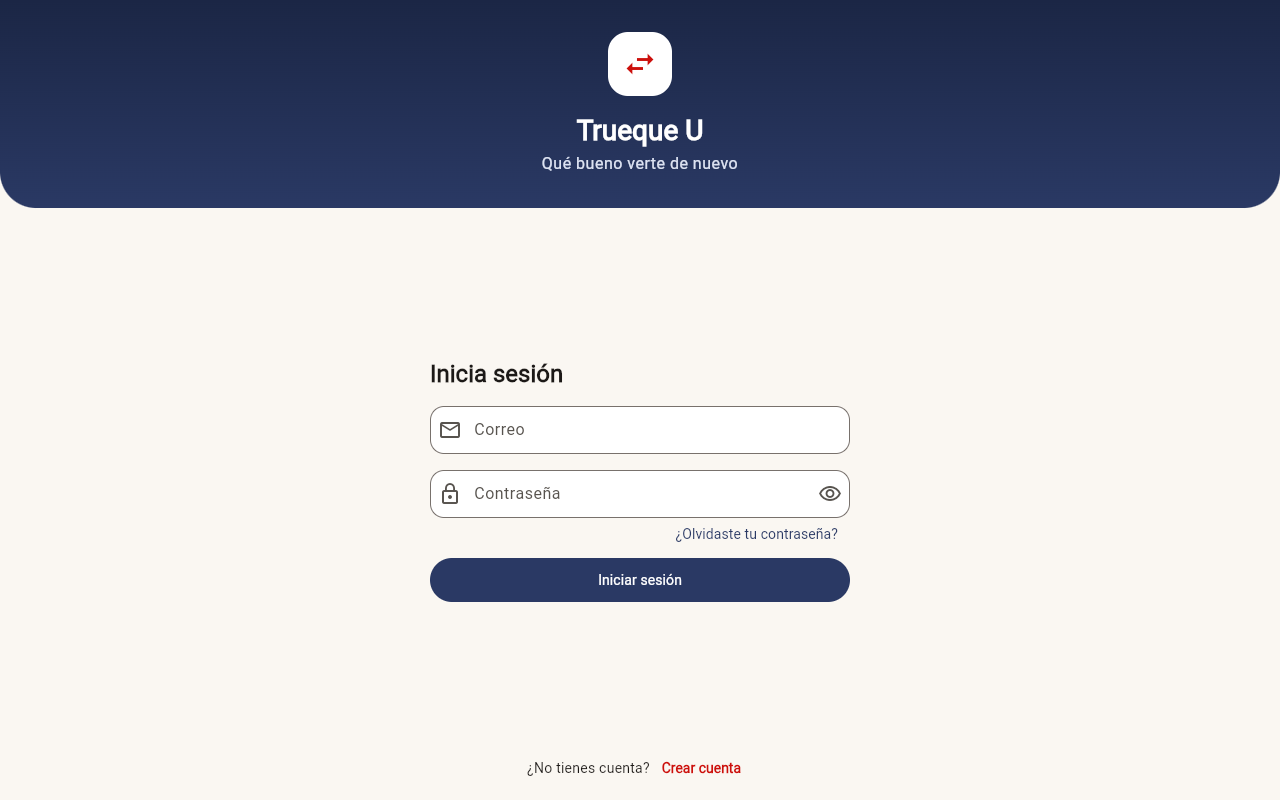 Trueque U
Qué bueno verte de nuevo
Inicia sesión
Correo
Contraseña
¿Olvidaste tu contraseña?
Iniciar sesión
¿No tienes cuenta? Crear cuenta